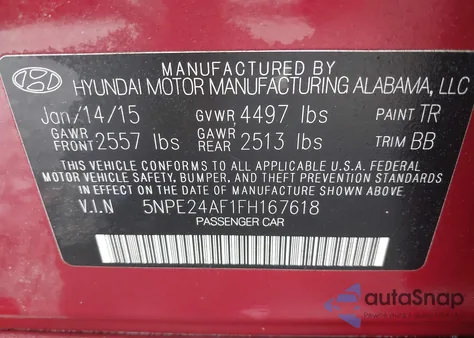 MANUFACTURED BY
HYUNDAI MOTOR MANUFACTURING ALABAMA, LLC
Jan/14/15 GVWR 4497 lbs PAINT TR
GAWR FRONT 2557 lbs GAWR REAR 2513 lbs TRIM BB
THIS VEHICLE CONFORMS TO ALL APPLICABLE U.S.A. FEDERAL
MOTOR VEHICLE SAFETY, BUMPER, AND THEFT PREVENTION STANDARDS
IN EFFECT ON THE DATE OF MANUFACTURE SHOWN ABOVE.
V.I.N 5NPE24AF1FH167618
PASSENGER CAR
autoSnap